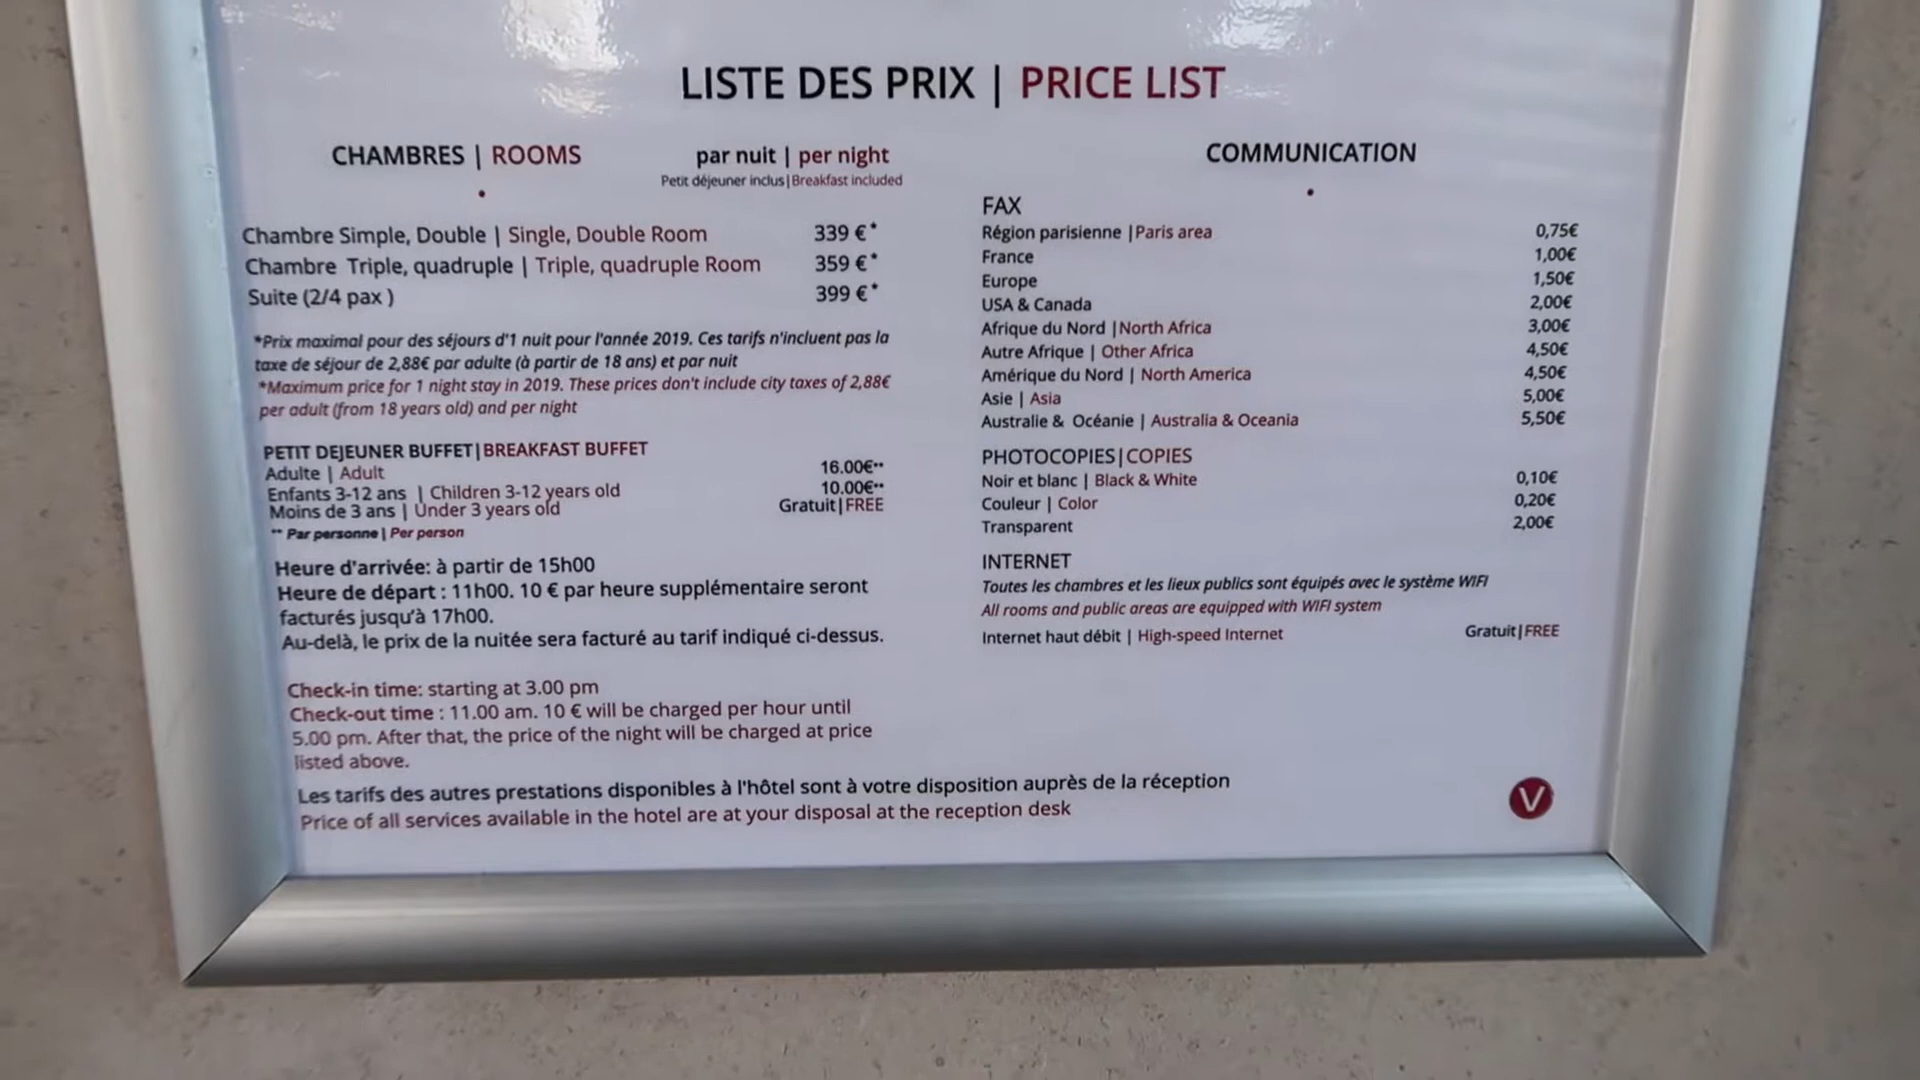 LISTE DES PRIX | PRICE LIST
CHAMBRES | ROOMS
par nuit | per night
Petit déjeuner inclus|Breakfast included
Chambre Simple, Double | Single, Double Room 339 €*
Chambre Triple, quadruple | Triple, quadruple Room 359 €*
Suite (2/4 pax ) 399 €*
*Prix maximal pour des séjours d'1 nuit pour l'année 2019. Ces tarifs n'incluent pas la
taxe de séjour de 2,88€ par adulte (à partir de 18 ans) et par nuit
*Maximum price for 1 night stay in 2019. These prices don't include city taxes of 2,88€
per adult (from 18 years old) and per night
PETIT DEJEUNER BUFFET|BREAKFAST BUFFET
Adulte | Adult 16.00€**
Enfants 3-12 ans | Children 3-12 years old 10.00€**
Moins de 3 ans | Under 3 years old Gratuit|FREE
** Par personne | Per person
Heure d'arrivée: à partir de 15h00
Heure de départ : 11h00. 10 € par heure supplémentaire seront
facturés jusqu'à 17h00.
Au-delà, le prix de la nuitée sera facturé au tarif indiqué ci-dessus.
Check-in time: starting at 3.00 pm
Check-out time : 11.00 am. 10 € will be charged per hour until
5.00 pm. After that, the price of the night will be charged at price
listed above.
COMMUNICATION
FAX
Région parisienne |Paris area 0,75€
France 1,00€
Europe 1,50€
USA & Canada 2,00€
Afrique du Nord |North Africa 3,00€
Autre Afrique | Other Africa 4,50€
Amérique du Nord | North America 4,50€
Asie | Asia 5,00€
Australie & Océanie | Australia & Oceania 5,50€
PHOTOCOPIES|COPIES
Noir et blanc | Black & White 0,10€
Couleur | Color 0,20€
Transparent 2,00€
INTERNET
Toutes les chambres et les lieux publics sont équipés avec le système WIFI
All rooms and public areas are equipped with WIFI system
Internet haut débit | High-speed Internet Gratuit|FREE
Les tarifs des autres prestations disponibles à l'hôtel sont à votre disposition auprès de la réception
Price of all services available in the hotel are at your disposal at the reception desk
V